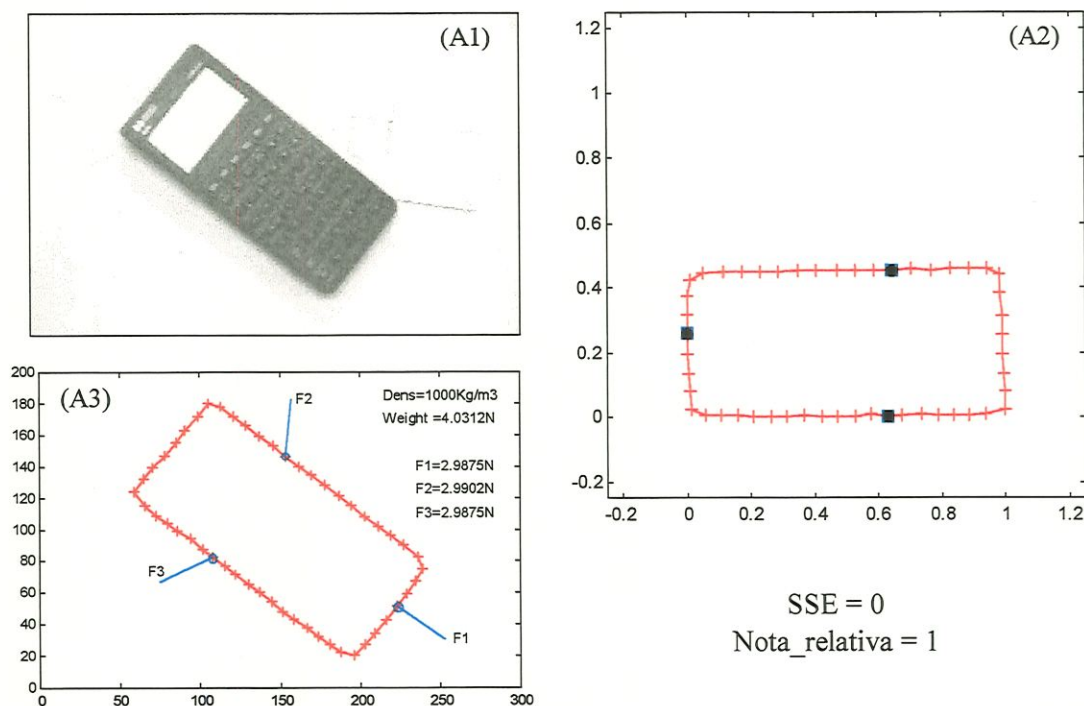 (A1)
(A2)
1.2
1
0.8
0.6
0.4
0.2
0
-0.2
-0.2 0 0.2 0.4 0.6 0.8 1.0 1.2
(A3)
200
180
160
140
120
100
80
60
40
20
0
0 50 100 150 200 250 300
F2
F3
F1
Dens=1000Kg/m3
Weight =4.0312N
F1=2.9875N
F2=2.9902N
F3=2.9875N
SSE = 0
Nota_relativa = 1